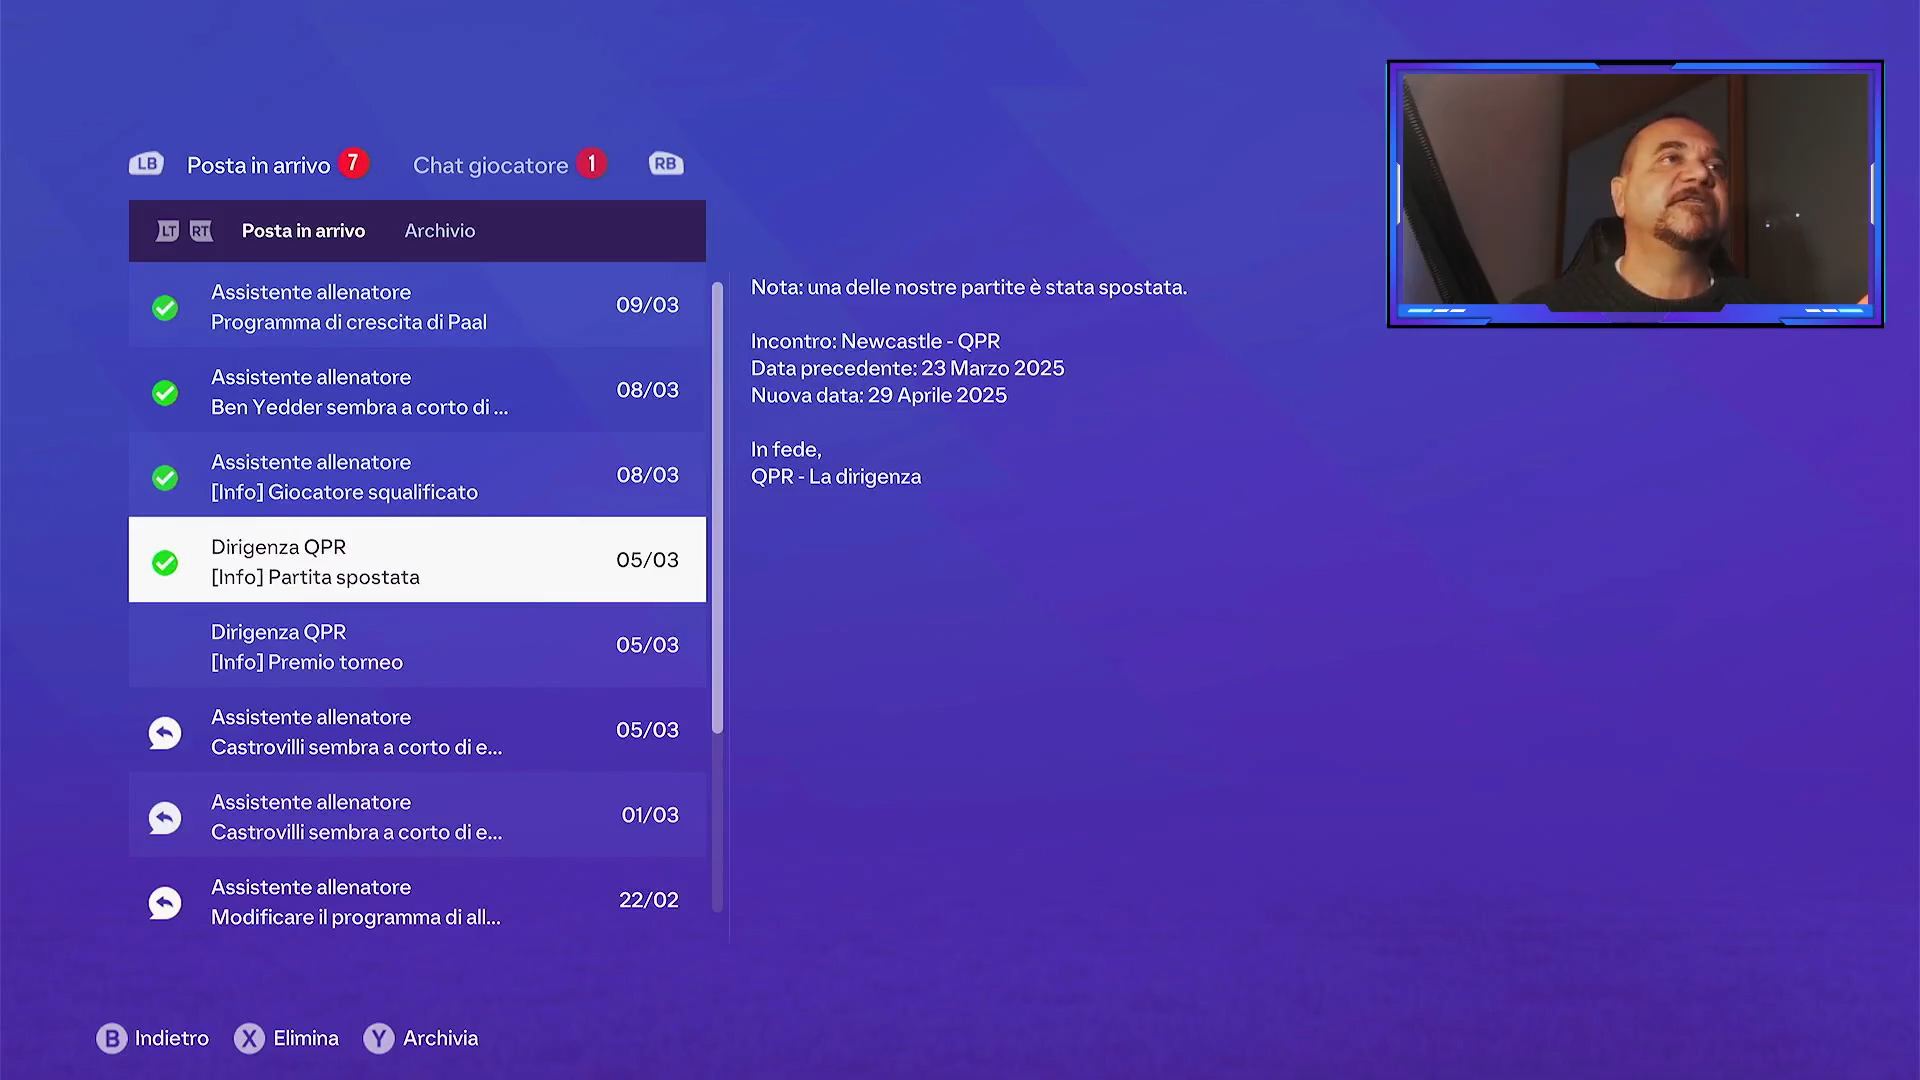 LB Posta in arrivo 7 Chat giocatore 1 RB
LT RT Posta in arrivo Archivio
Assistente allenatore
Programma di crescita di Paal
09/03
Assistente allenatore
Ben Yedder sembra a corto di ...
08/03
Assistente allenatore
[Info] Giocatore squalificato
08/03
Dirigenza QPR
[Info] Partita spostata
05/03
Dirigenza QPR
[Info] Premio torneo
05/03
Assistente allenatore
Castrovilli sembra a corto di e...
05/03
Assistente allenatore
Castrovilli sembra a corto di e...
01/03
Assistente allenatore
Modificare il programma di all...
22/02
Nota: una delle nostre partite è stata spostata.
Incontro: Newcastle - QPR
Data precedente: 23 Marzo 2025
Nuova data: 29 Aprile 2025
In fede,
QPR - La dirigenza
B Indietro X Elimina Y Archivia